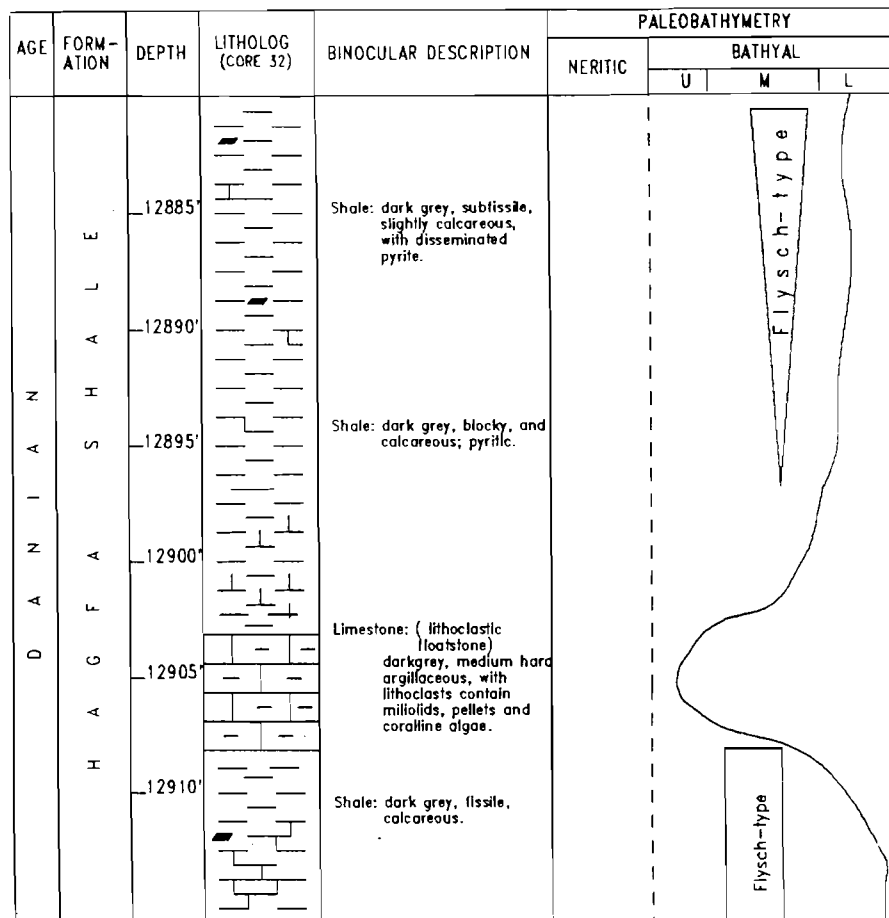 PALEOBATHYMETRY
AGE
FORM-
ATION
DEPTH
LITHOLOG
(CORE 32)
BINOCULAR DESCRIPTION
NERITIC
BATHYAL
U
M
L
DANIAN
HAGFA SHALE
12885'
Shale: dark grey, subfissile,
slightly calcareous,
with disseminated
pyrite.
Flysch-type
12890'
12895'
Shale: dark grey, blocky, and
calcareous; pyritic.
12900'
Limestone: ( lithoclastic
floatstone)
darkgrey, medium hard
argillaceous, with
lithoclasts contain
miliolids, pellets and
coralline algae.
12905'
12910'
Shale: dark grey, fissile,
calcareous.
Flysch-type